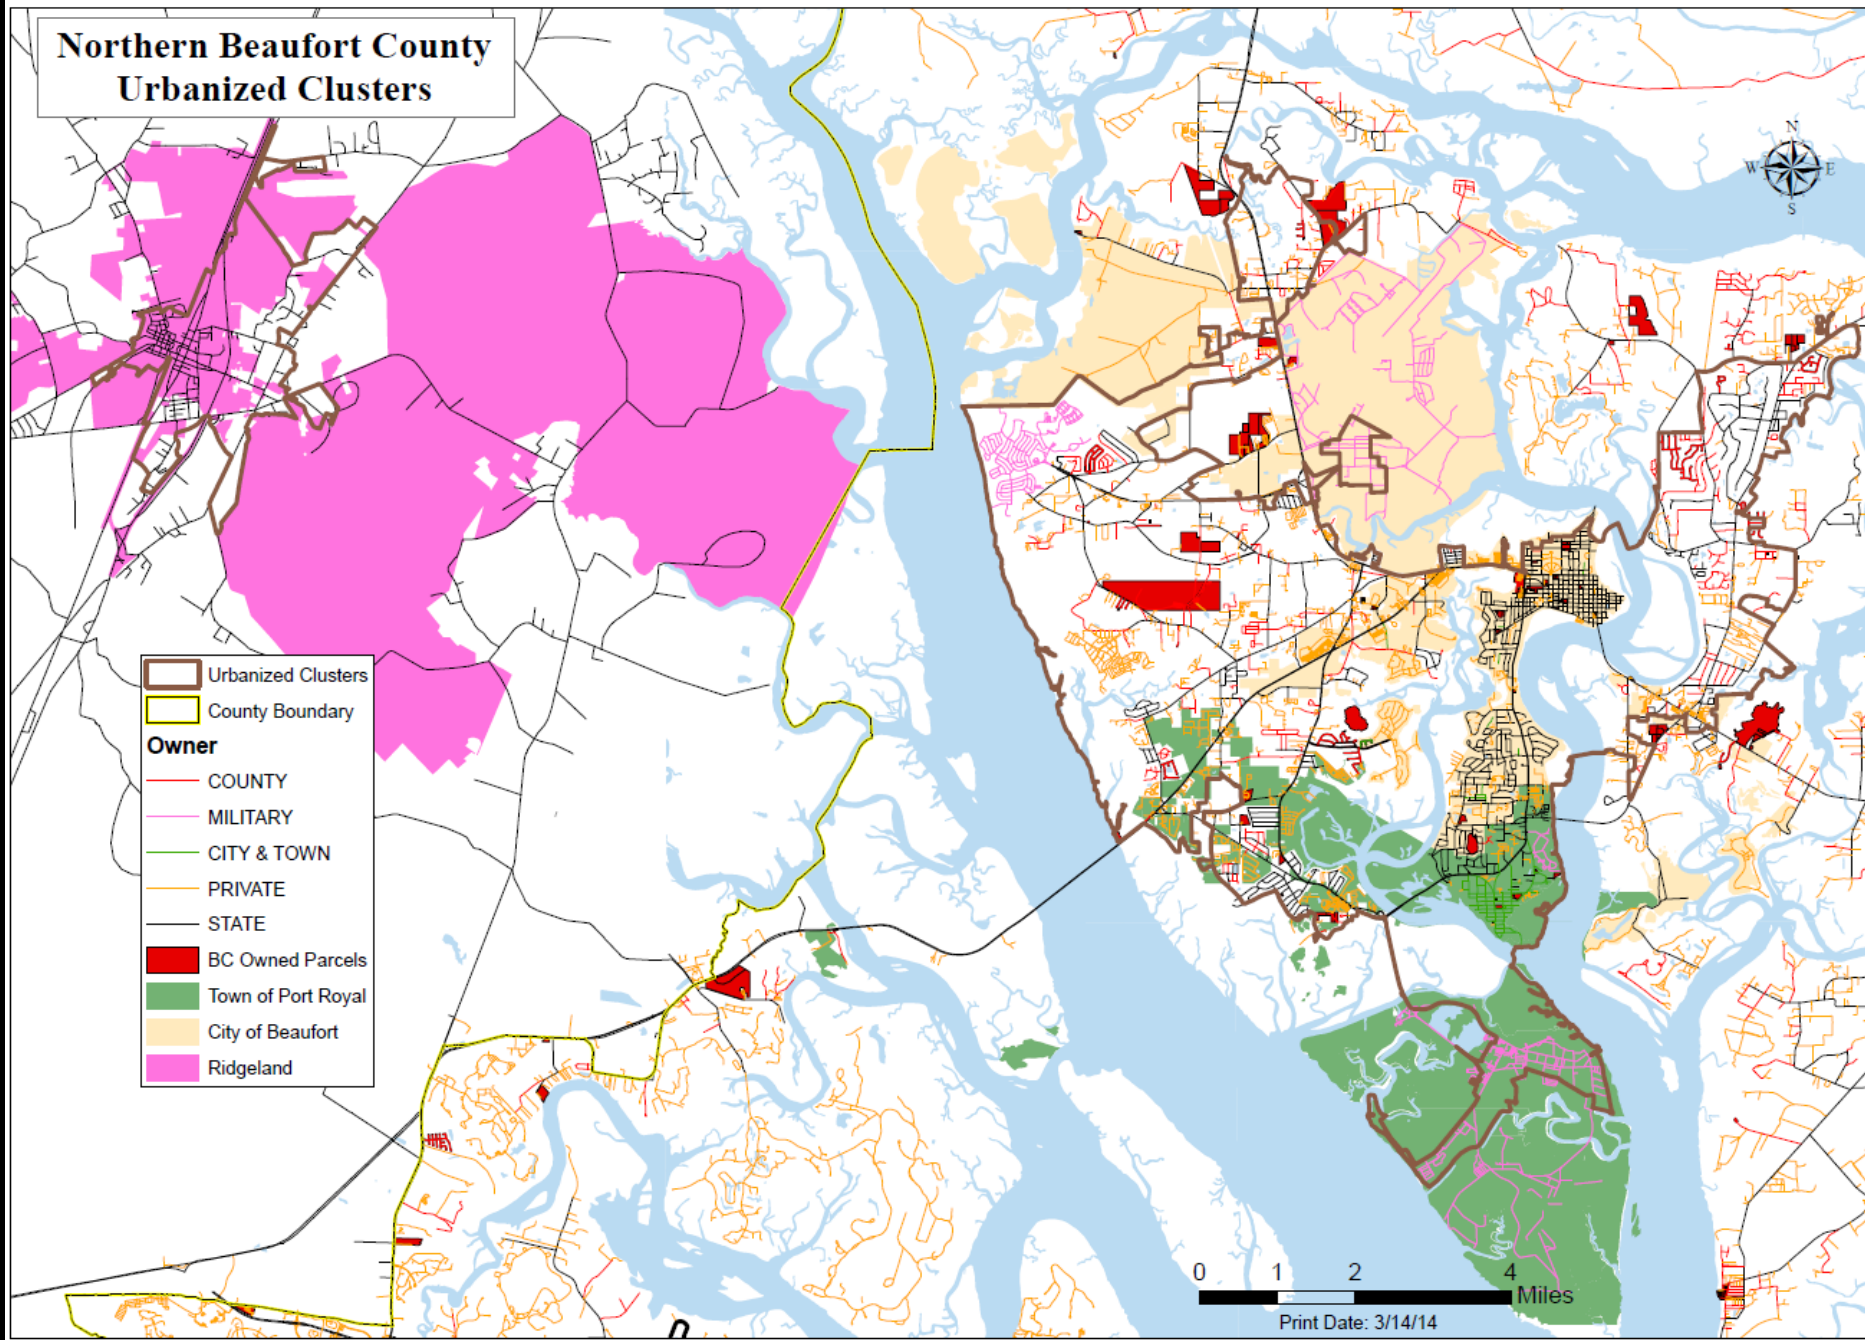 Northern Beaufort County
Urbanized Clusters
N
W E
S
Urbanized Clusters
County Boundary
Owner
COUNTY
MILITARY
CITY & TOWN
PRIVATE
STATE
BC Owned Parcels
Town of Port Royal
City of Beaufort
Ridgeland
0 1 2 4
Miles
Print Date: 3/14/14